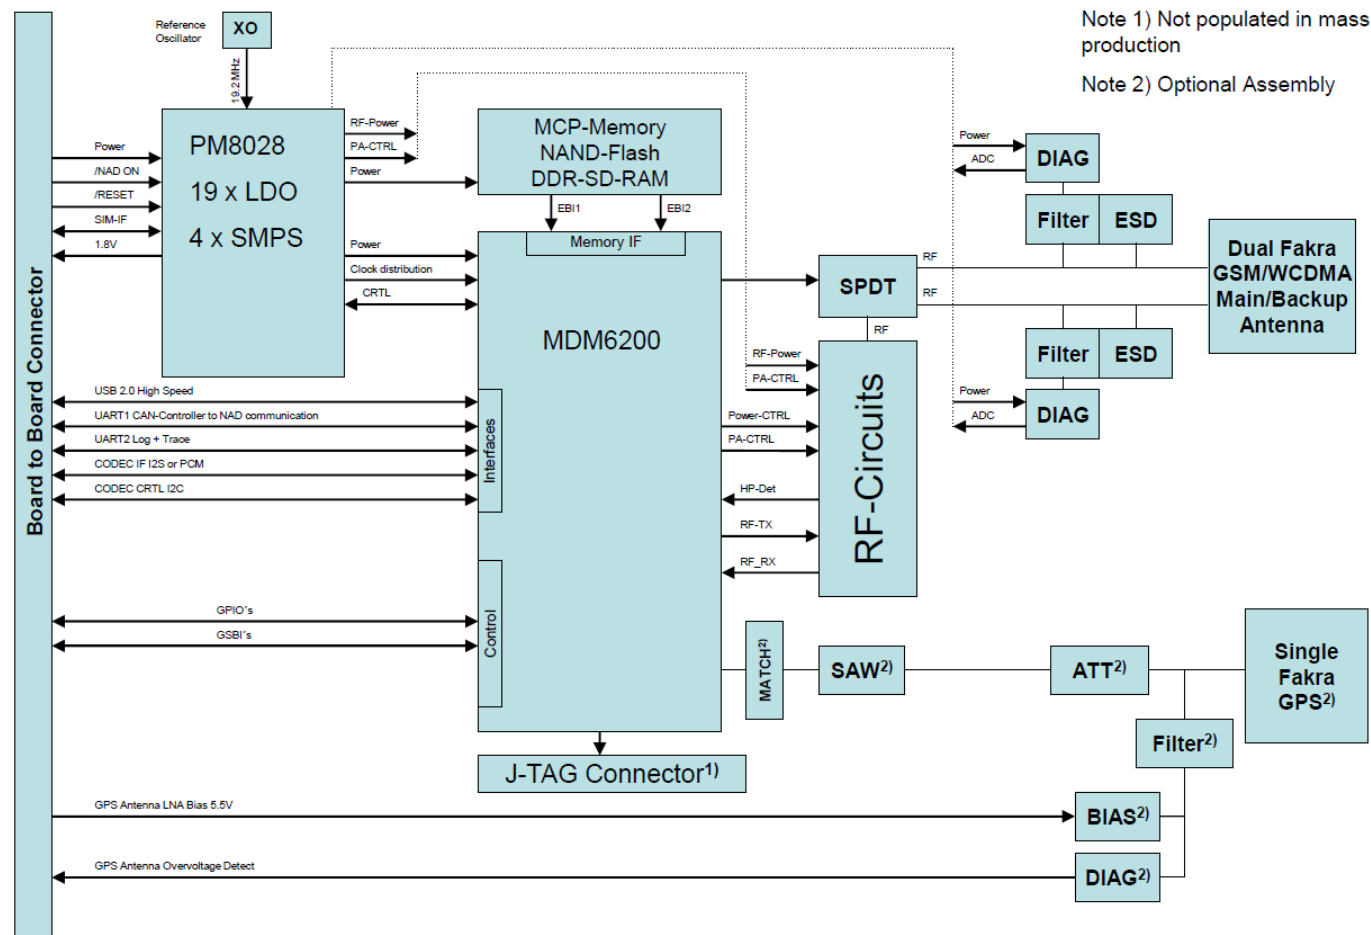 Note 1) Not populated in mass
production
Note 2) Optional Assembly
Reference
Oscillator
XO
19.2 MHz
Board to Board Connector
Power
/NAD ON
/RESET
SIM-IF
1.8V
PM8028
19 x LDO
4 x SMPS
RF-Power
PA-CTRL
Power
MCP-Memory
NAND-Flash
DDR-SD-RAM
EBI1
EBI2
Memory IF
Power
Clock distribution
CRTL
MDM6200
USB 2.0 High Speed
UART1 CAN-Controller to NAD communication
UART2 Log + Trace
CODEC IF I2S or PCM
CODEC CRTL I2C
Interfaces
GPIO´s
GSBI´s
Control
SPDT
RF
RF
RF
RF-Power
PA-CTRL
Power-CTRL
PA-CTRL
HP-Det
RF-TX
RF_RX
RF-Circuits
Power
ADC
DIAG
Filter
ESD
Dual Fakra
GSM/WCDMA
Main/Backup
Antenna
Filter
ESD
Power
ADC
DIAG
MATCH2)
SAW2)
ATT2)
Single
Fakra
GPS2)
Filter2)
J-TAG Connector1)
GPS Antenna LNA Bias 5.5V
BIAS2)
GPS Antenna Overvoltage Detect
DIAG2)